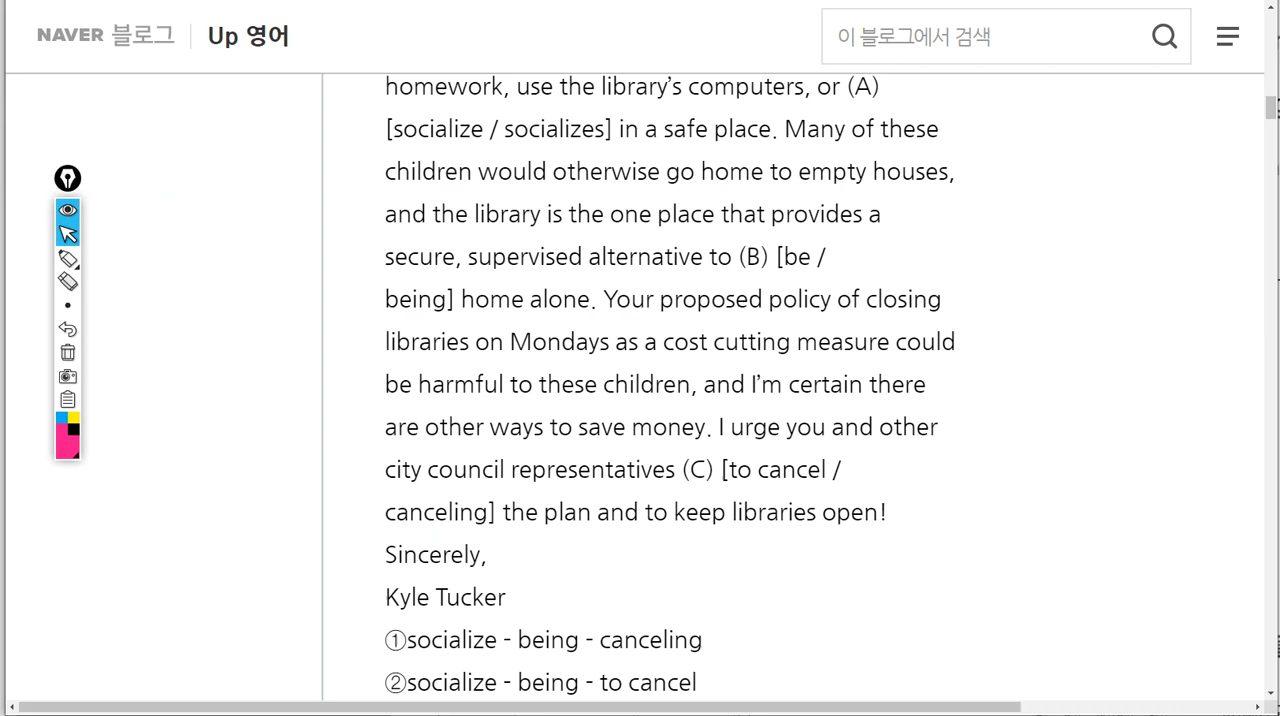 NAVER 블로그 Up 영어 이 블로그에서 검색
homework, use the library's computers, or (A)
[socialize / socializes] in a safe place. Many of these
children would otherwise go home to empty houses,
and the library is the one place that provides a
secure, supervised alternative to (B) [be /
being] home alone. Your proposed policy of closing
libraries on Mondays as a cost cutting measure could
be harmful to these children, and I'm certain there
are other ways to save money. I urge you and other
city council representatives (C) [to cancel /
canceling] the plan and to keep libraries open!
Sincerely,
Kyle Tucker
①socialize - being - canceling
②socialize - being - to cancel